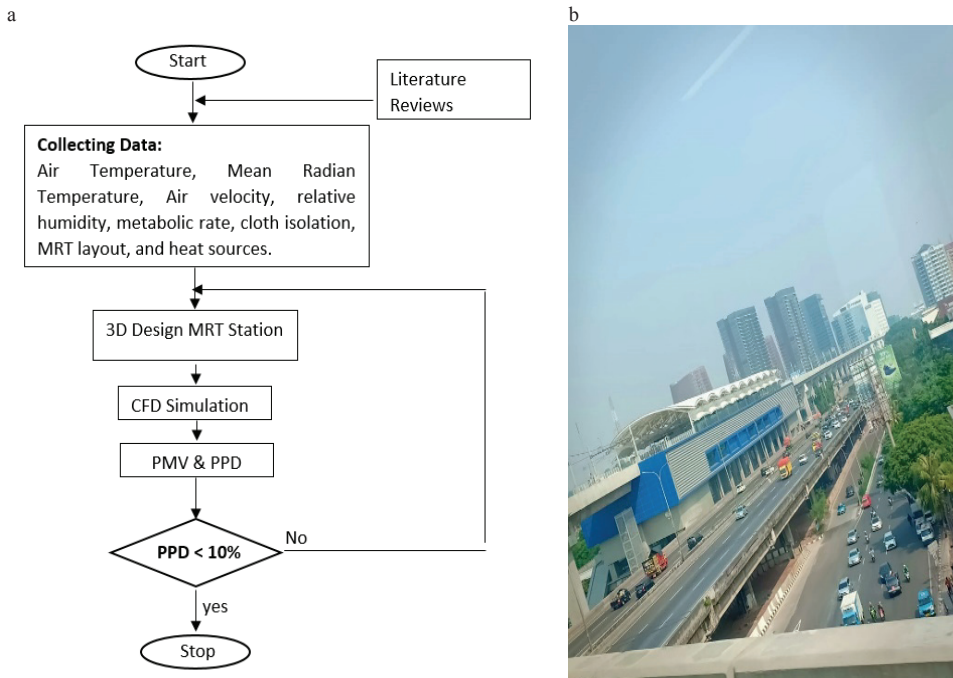 a
b
Start
Literature
Reviews
Collecting Data:
Air Temperature, Mean Radian
Temperature, Air velocity, relative
humidity, metabolic rate, cloth isolation,
MRT layout, and heat sources.
3D Design MRT Station
CFD Simulation
PMV & PPD
PPD < 10%
No
yes
Stop